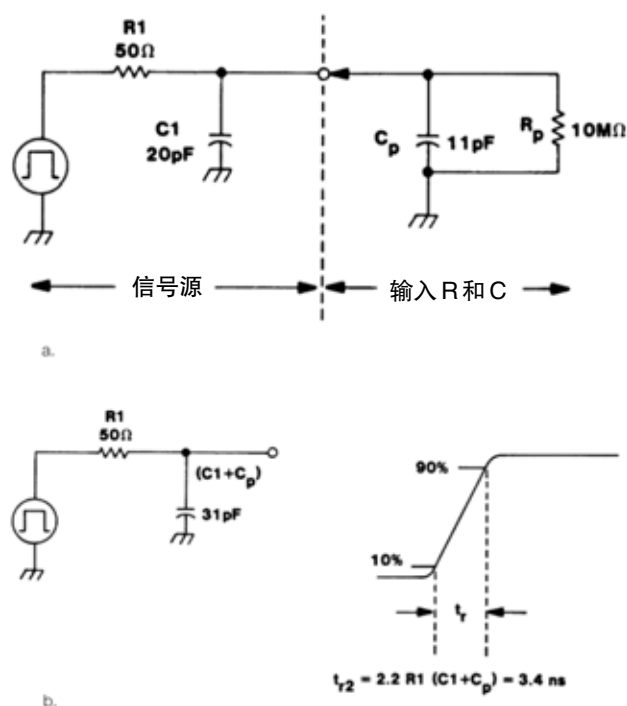 R1
50Ω
C1
20pF
Cp
11pF
Rp
10MΩ
信号源
输入 R 和 C
a.
R1
50Ω
(C1+Cp)
31pF
90%
10%
tr
tr2 = 2.2 R1 (C1+Cp) = 3.4 ns
b.